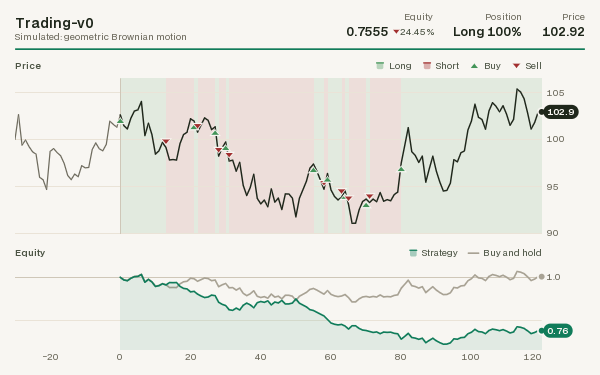 Trading-v0
Simulated: geometric Brownian motion
Equity
0.7555 ▼24.45%
Position
Long 100%
Price
102.92
Price
Long Short Buy Sell
105
102.9
100
95
90
Equity
Strategy Buy and hold
1.0
0.76
−20 0 20 40 60 80 100 120